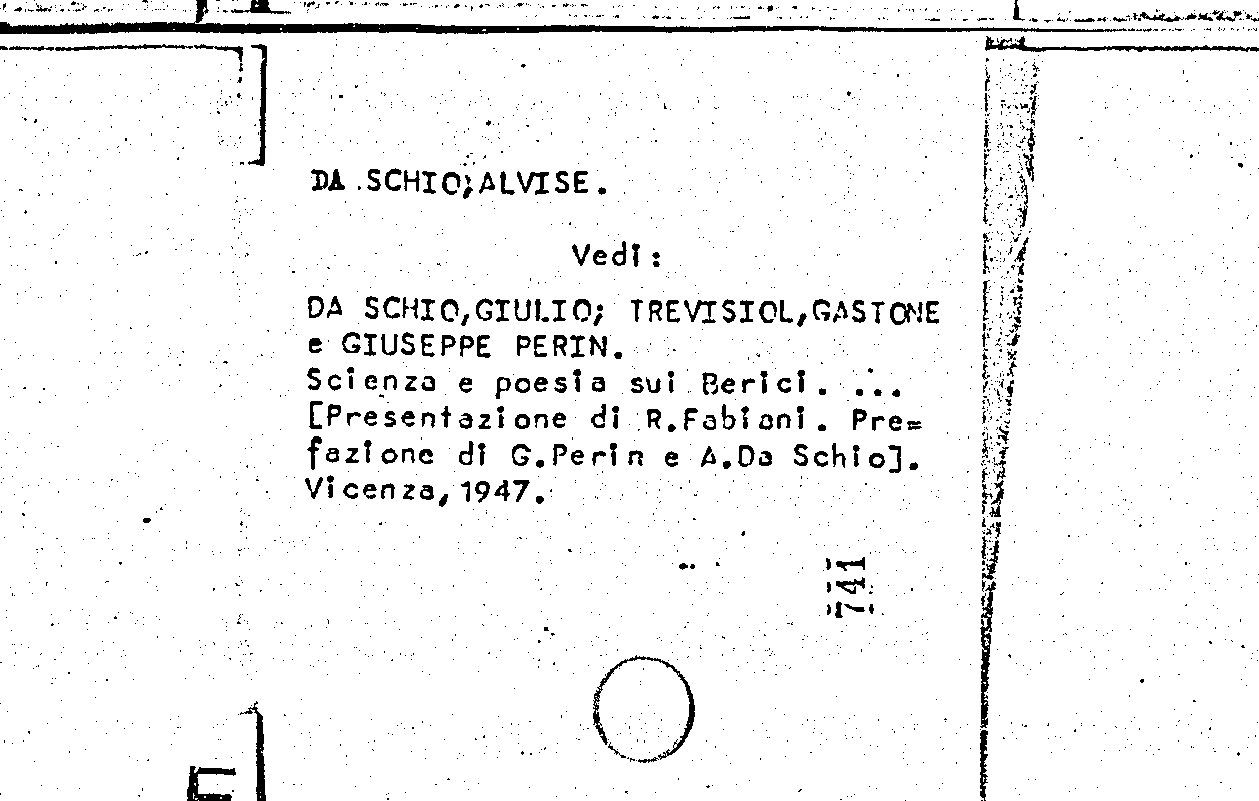 DA SCHIO,ALVISE.
Vedi:
DA SCHIO,GIULIO; TREVISIOL,GASTONE
e GIUSEPPE PERIN.
Scienza e poesia sui Berici. ...
[Presentazione di R.Fabiani. Pre=
fazione di G.Perin e A.Da Schio].
Vicenza,1947.
741